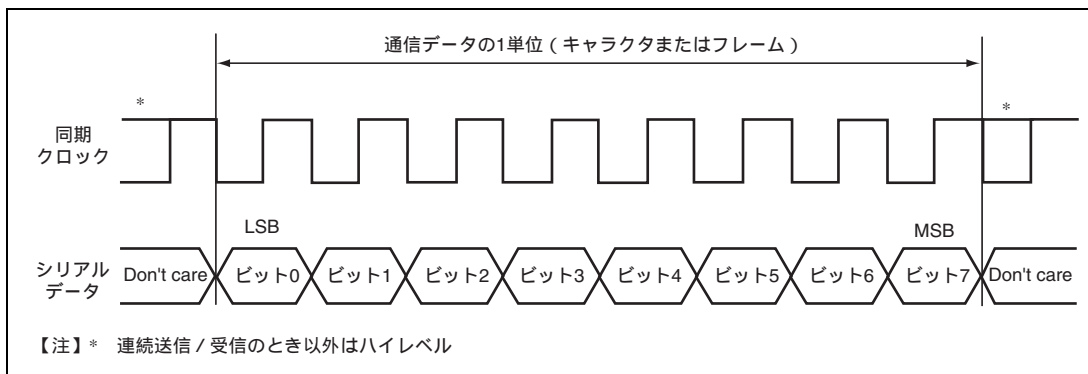 通信データの1単位(キャラクタまたはフレーム)
* *
同期
クロック
LSB MSB
シリアル
データ
Don't care ビット0 ビット1 ビット2 ビット3 ビット4 ビット5 ビット6 ビット7 Don't care
【注】* 連続送信 / 受信のとき以外はハイレベル